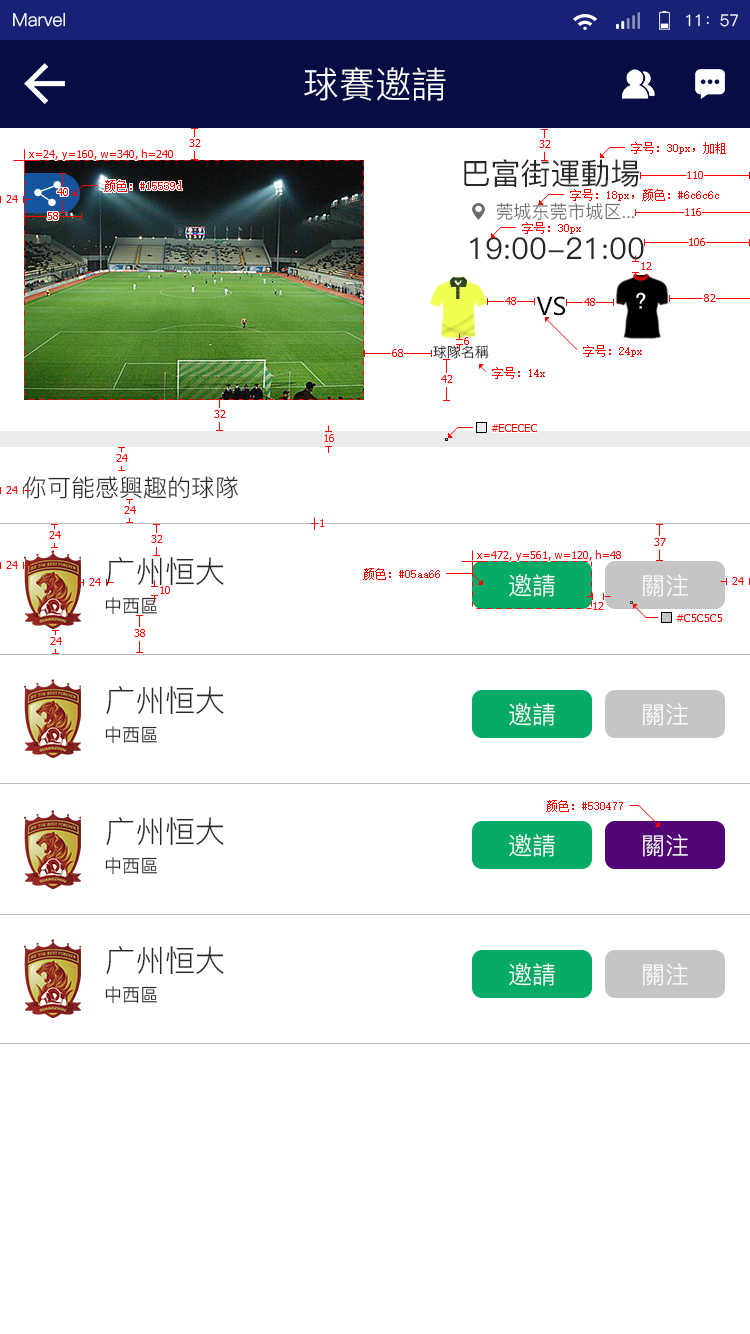 Marvel
11: 57
球賽邀請
32
32
x=24, y=160, w=340, h=240
字号: 30px, 加粗
24
40
颜色: #15539d
58
巴富街運動場
110
字号: 18px, 颜色: #6c6c6c
莞城东莞市城区...
116
字号: 30px
19:00-21:00
106
12
48
VS
48
?
82
6
球隊名稱
68
字号: 24px
字号: 14x
42
32
16
#ECECEC
24
24
你可能感興趣的球隊
24
1
24
32
37
x=472, y=561, w=120, h=48
24
24
广州恒大
10
中西區
颜色: #05aa66
邀請
關注
24
12
#C5C5C5
38
24
广州恒大
中西區
邀請
關注
颜色: #530477
广州恒大
中西區
邀請
關注
广州恒大
中西區
邀請
關注